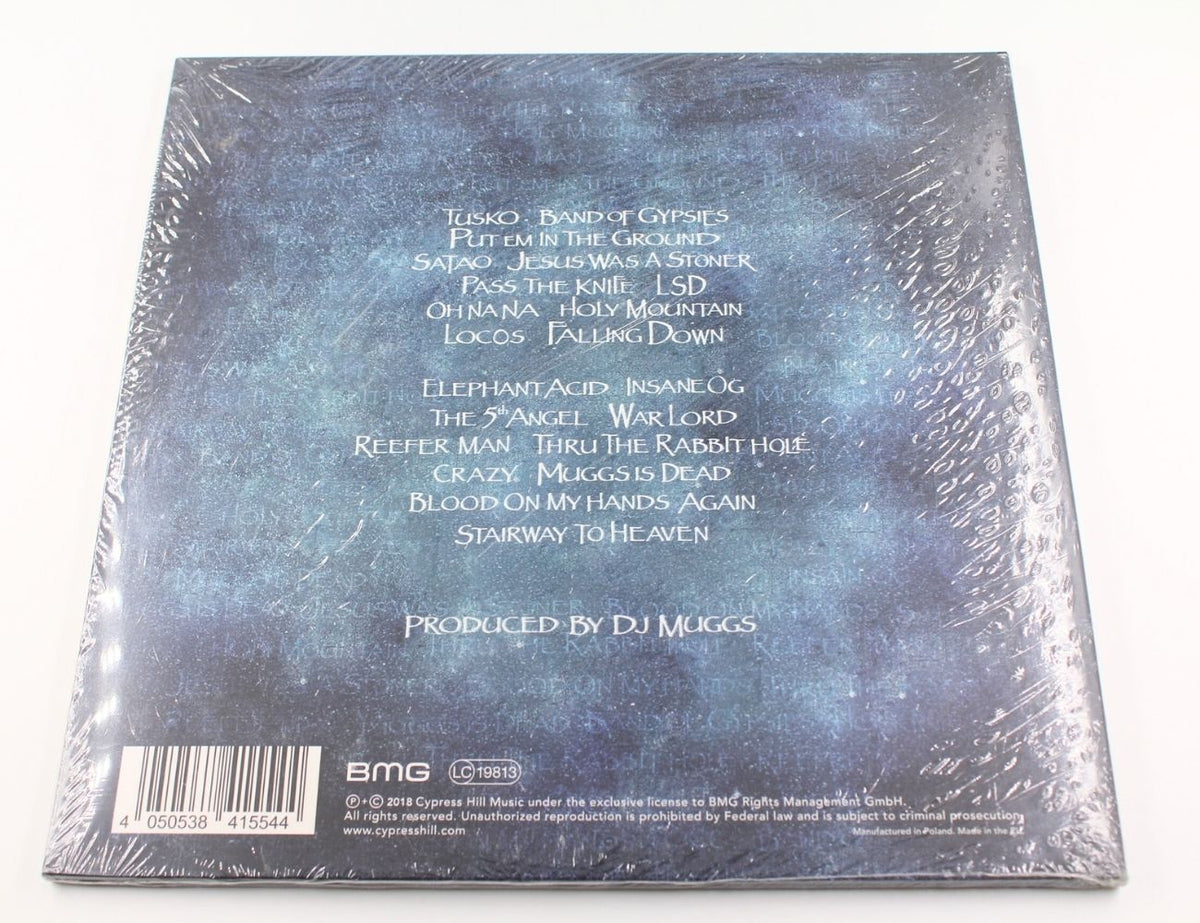 TUSKO · BAND OF GYPSIES
PUT EM IN THE GROUND
SATAO JESUS WAS A STONER
PASS THE KNIFE LSD
OH NA NA HOLY MOUNTAIN
LOCOS FALLING DOWN
ELEPHANT ACID INSANE OG
THE 5th ANGEL WAR LORD
REEFER MAN THRU THE RABBIT HOLE
CRAZY MUGGS IS DEAD
BLOOD ON MY HANDS AGAIN
STAIRWAY TO HEAVEN
PRODUCED BY DJ MUGGS
BMG LC 19813
℗ + © 2018 Cypress Hill Music under the exclusive license to BMG Rights Management GmbH.
All rights reserved. Unauthorized reproduction is prohibited by Federal law and is subject to criminal prosecution.
www.cypresshill.com
Manufactured in Poland. Made in the EU
4 050538 415544